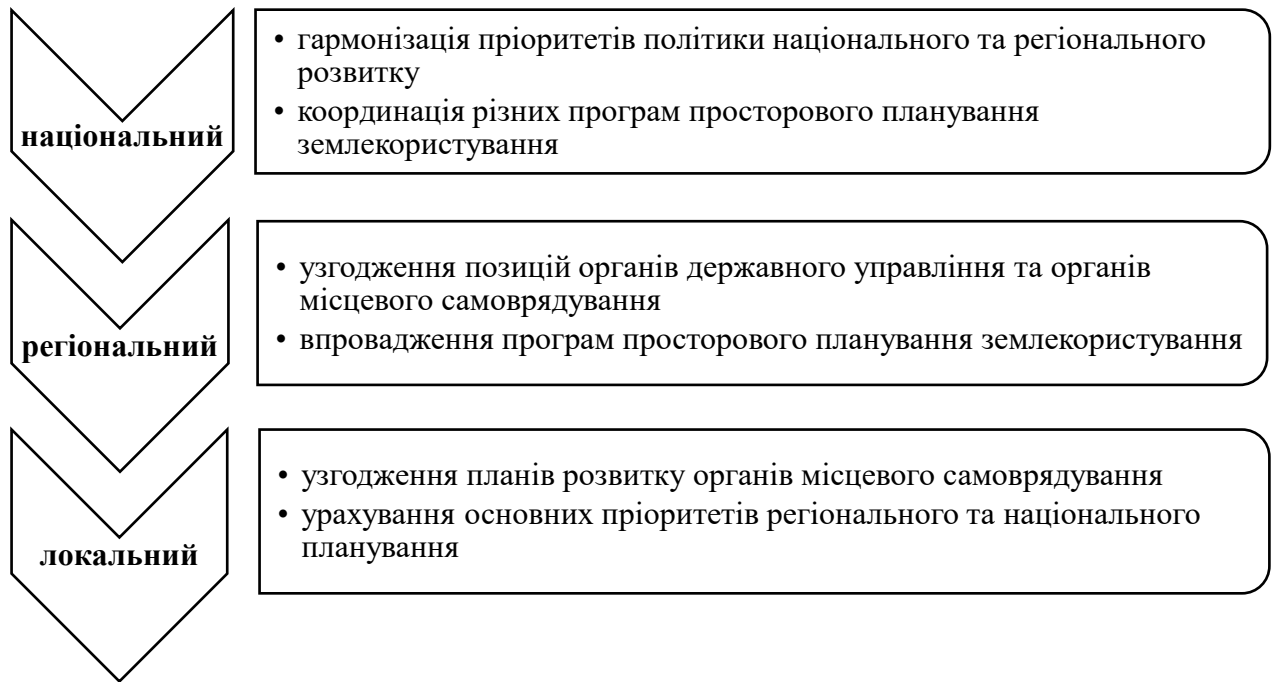 національний
• гармонізація пріоритетів політики національного та регіонального
розвитку
• координація різних програм просторового планування
землекористування
регіональний
• узгодження позицій органів державного управління та органів
місцевого самоврядування
• впровадження програм просторового планування землекористування
локальний
• узгодження планів розвитку органів місцевого самоврядування
• урахування основних пріоритетів регіонального та національного
планування